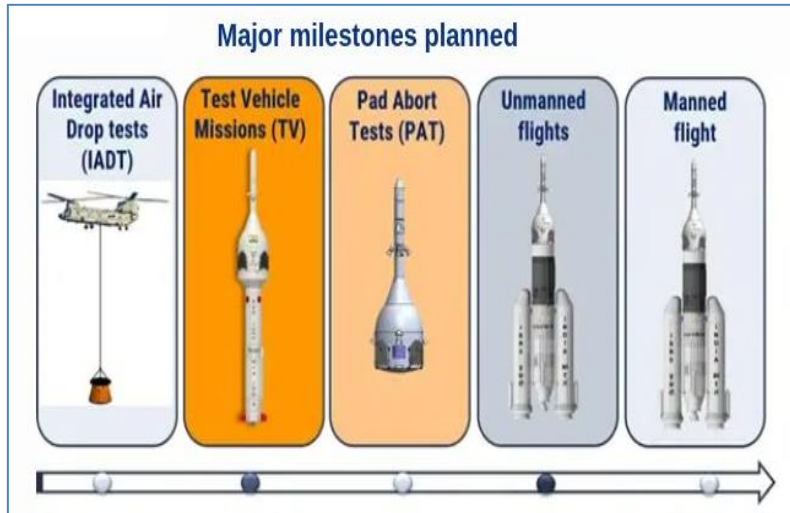 Major milestones planned
Integrated Air
Drop tests
(IADT)
Test Vehicle
Missions (TV)
Pad Abort
Tests (PAT)
Unmanned
flights
Manned
flight